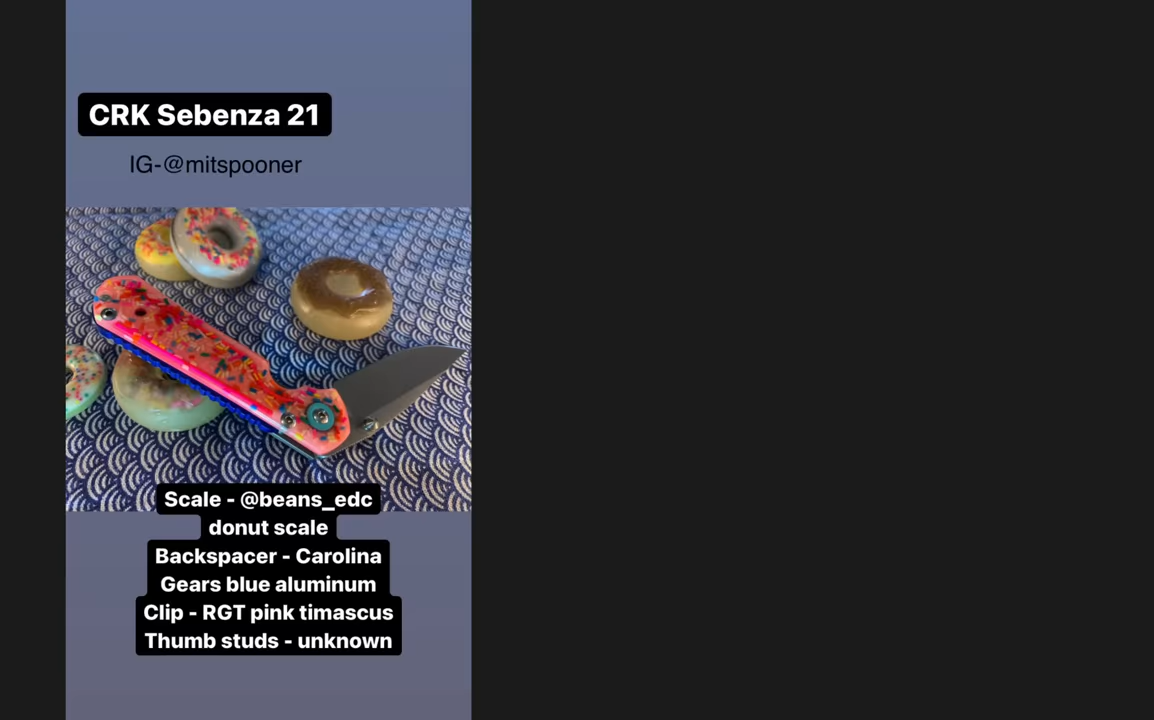 CRK Sebenza 21
IG-@mitspooner
Scale - @beans_edc
donut scale
Backspacer - Carolina
Gears blue aluminum
Clip - RGT pink timascus
Thumb studs - unknown